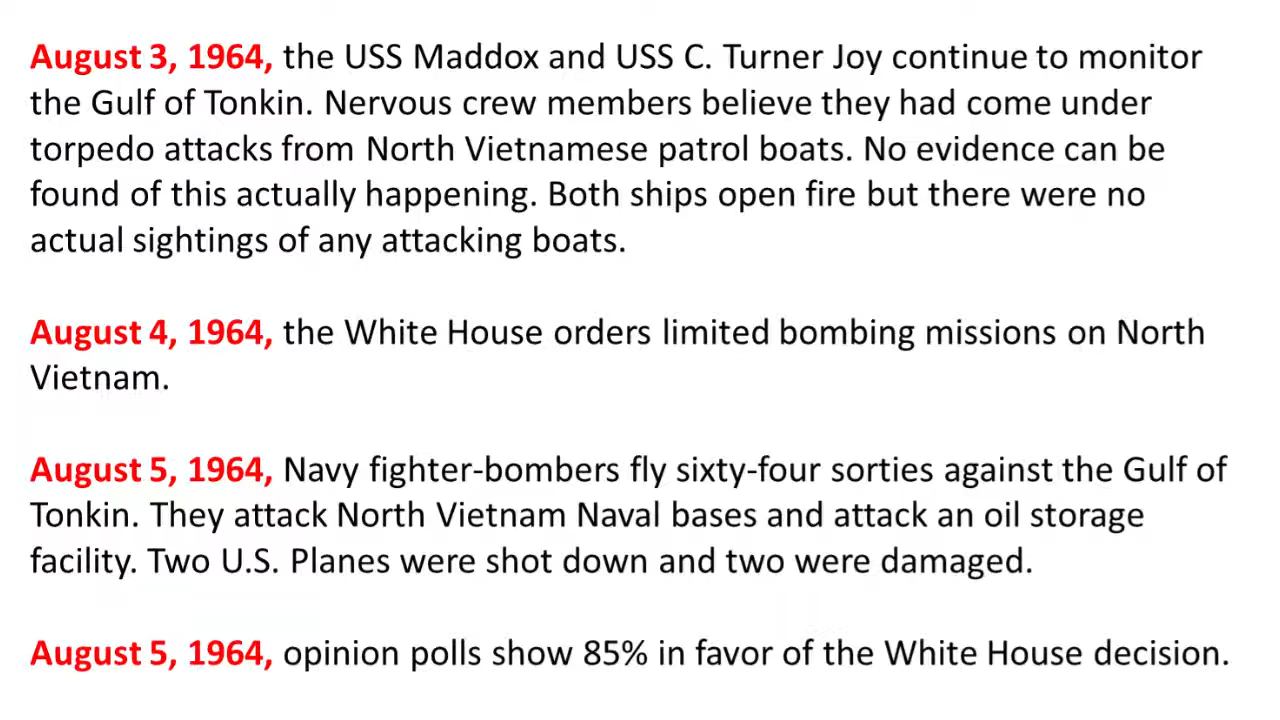 August 3, 1964, the USS Maddox and USS C. Turner Joy continue to monitor
the Gulf of Tonkin. Nervous crew members believe they had come under
torpedo attacks from North Vietnamese patrol boats. No evidence can be
found of this actually happening. Both ships open fire but there were no
actual sightings of any attacking boats.
August 4, 1964, the White House orders limited bombing missions on North
Vietnam.
August 5, 1964, Navy fighter-bombers fly sixty-four sorties against the Gulf of
Tonkin. They attack North Vietnam Naval bases and attack an oil storage
facility. Two U.S. Planes were shot down and two were damaged.
August 5, 1964, opinion polls show 85% in favor of the White House decision.